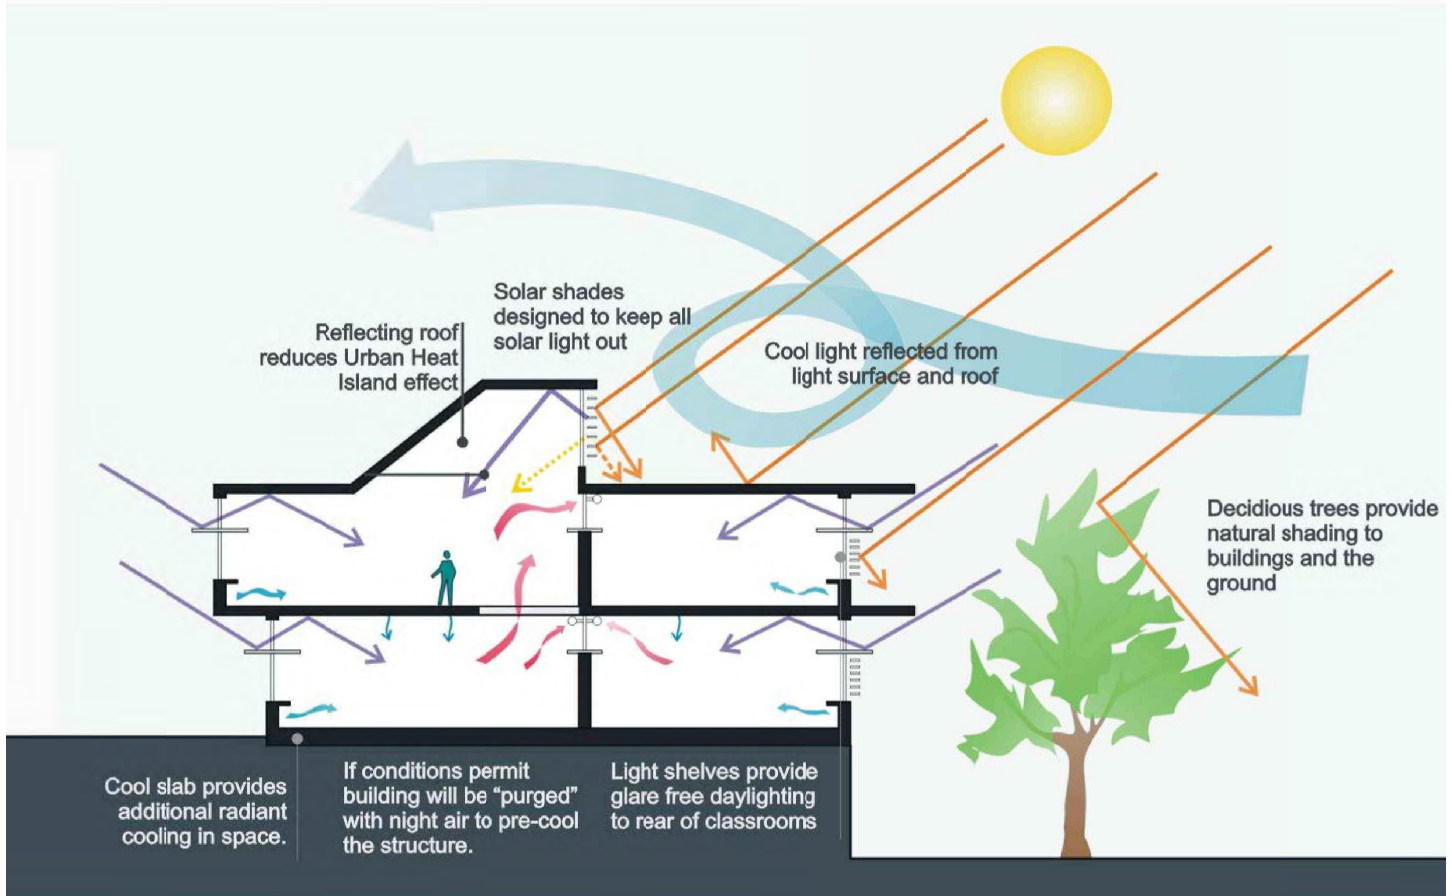 Solar shades
designed to keep all
solar light out
Reflecting roof
reduces Urban Heat
Island effect
Cool light reflected from
light surface and roof
Decidious trees provide
natural shading to
buildings and the
ground
Cool slab provides
additional radiant
cooling in space.
If conditions permit
building will be “purged”
with night air to pre-cool
the structure.
Light shelves provide
glare free daylighting
to rear of classrooms